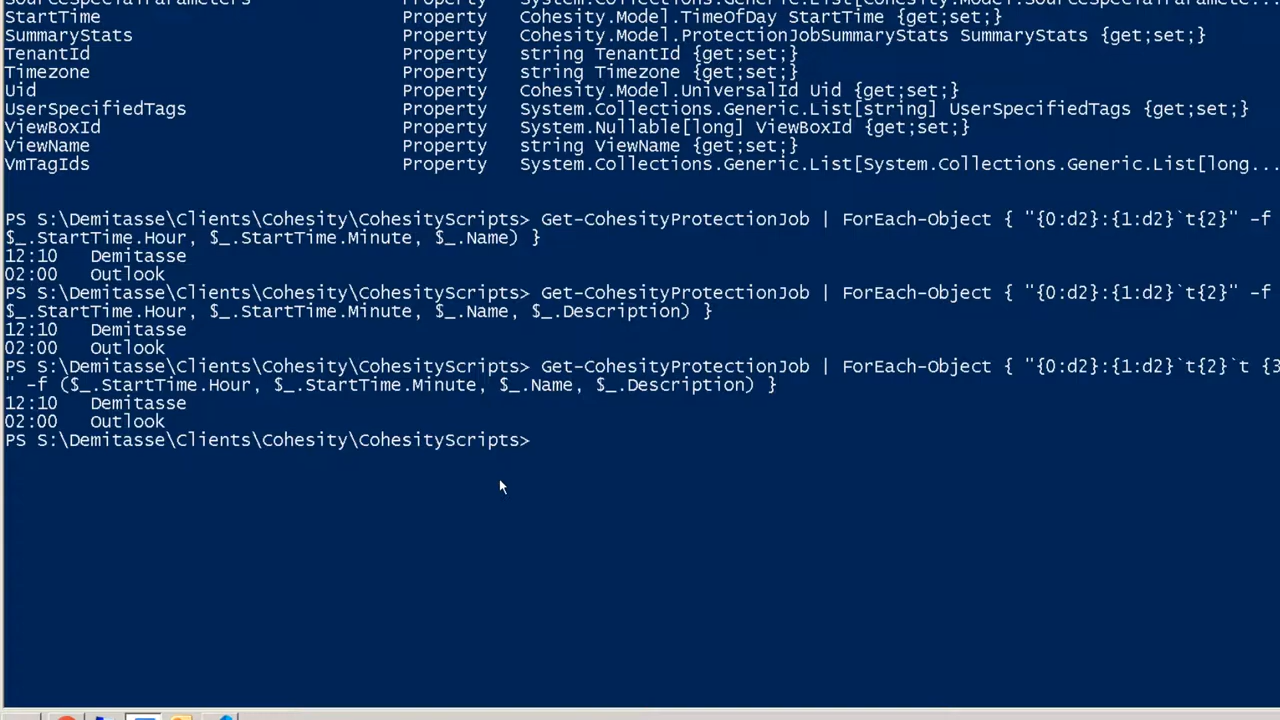 StartTime Property Cohesity.Model.TimeOfDay StartTime {get;set;}
SummaryStats Property Cohesity.Model.ProtectionJobSummaryStats SummaryStats {get;set;}
TenantId Property string TenantId {get;set;}
Timezone Property string Timezone {get;set;}
Uid Property Cohesity.Model.UniversalId Uid {get;set;}
UserSpecifiedTags Property System.Collections.Generic.List[string] UserSpecifiedTags {get;set;}
ViewBoxId Property System.Nullable[long] ViewBoxId {get;set;}
ViewName Property string ViewName {get;set;}
VmTagIds Property System.Collections.Generic.List[System.Collections.Generic.List[long...
PS S:\Demitasse\Clients\Cohesity\CohesityScripts> Get-CohesityProtectionJob | ForEach-Object { "{0:d2}:{1:d2}`t{2}" -f
$_.StartTime.Hour, $_.StartTime.Minute, $_.Name) }
12:10 Demitasse
02:00 Outlook
PS S:\Demitasse\Clients\Cohesity\CohesityScripts> Get-CohesityProtectionJob | ForEach-Object { "{0:d2}:{1:d2}`t{2}" -f
$_.StartTime.Hour, $_.StartTime.Minute, $_.Name, $_.Description) }
12:10 Demitasse
02:00 Outlook
PS S:\Demitasse\Clients\Cohesity\CohesityScripts> Get-CohesityProtectionJob | ForEach-Object { "{0:d2}:{1:d2}`t{2}`t {3
" -f ($_.StartTime.Hour, $_.StartTime.Minute, $_.Name, $_.Description) }
12:10 Demitasse
02:00 Outlook
PS S:\Demitasse\Clients\Cohesity\CohesityScripts>